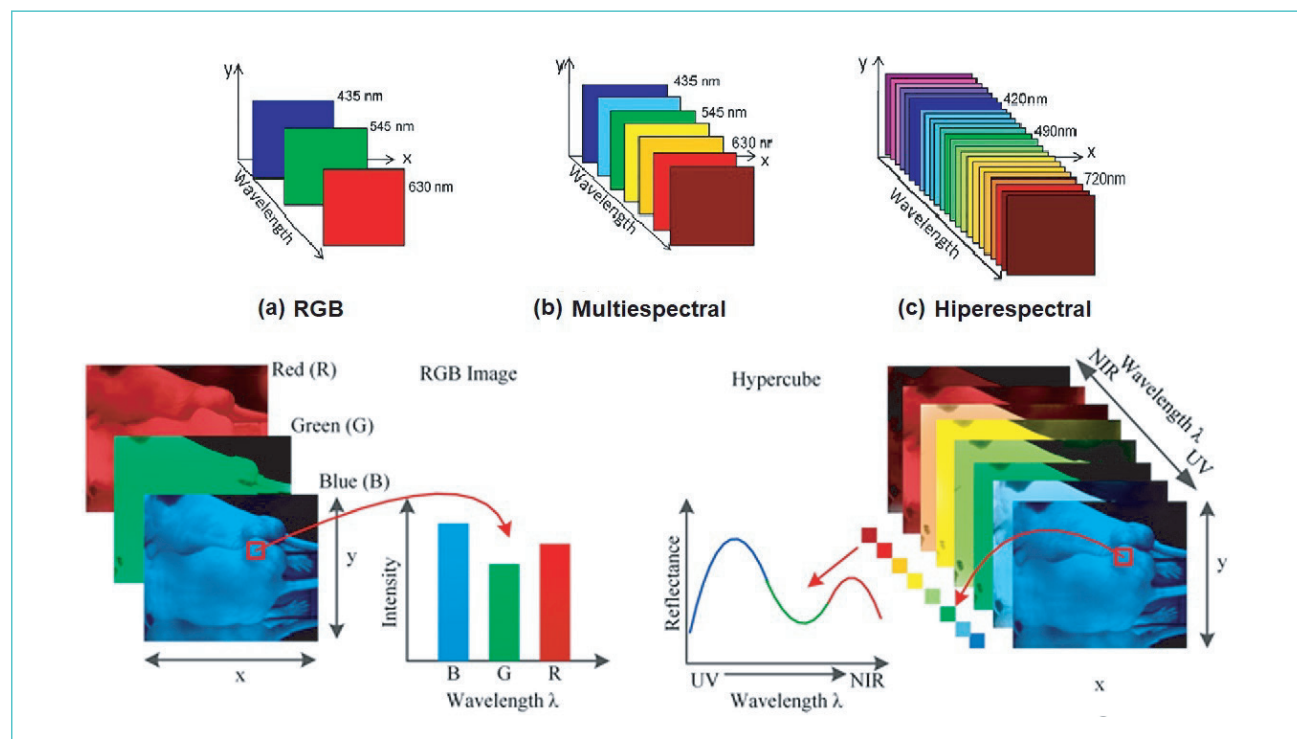 y
435 nm
545 nm
x
630 nm
Wavelength
(a) RGB
y
435 nm
545 nm
630 nr
x
Wavelength
(b) Multiespectral
y
420nm
490nm
x
720nm
Wavelength
(c) Hiperespectral
Red (R)
Green (G)
Blue (B)
y
x
RGB Image
Intensity
B G R
Wavelength λ
Hypercube
Reflectance
UV NIR
Wavelength λ
NIR
Wavelength λ
UV
y
x